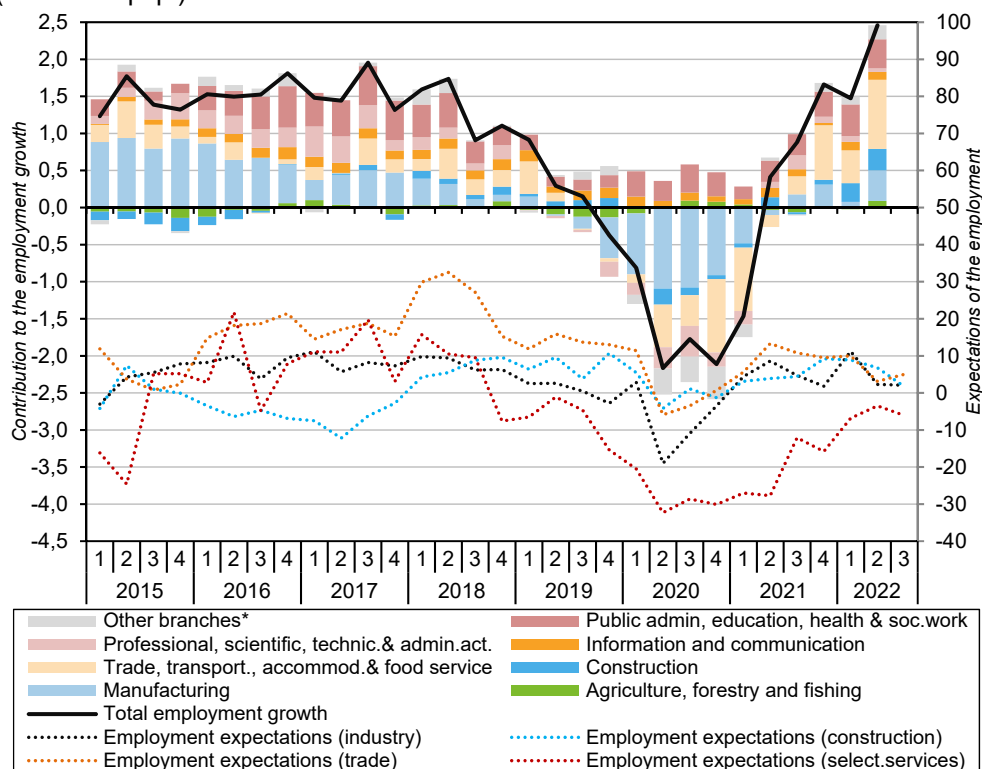 2,5
2,0
1,5
1,0
0,5
0,0
-0,5
-1,0
-1,5
-2,0
-2,5
-3,0
-3,5
-4,0
-4,5
Contribution to the employment growth
100
90
80
70
60
50
40
30
20
10
0
-10
-20
-30
-40
Expectations of the employment
1 2 3 4 1 2 3 4 1 2 3 4 1 2 3 4 1 2 3 4 1 2 3 4 1 2 3 4 1 2 3
2015 2016 2017 2018 2019 2020 2021 2022
Other branches* Public admin, education, health & soc.work
Professional, scientific, technic.& admin.act. Information and communication
Trade, transport., accommod.& food service Construction
Manufacturing Agriculture, forestry and fishing
Total employment growth
Employment expectations (industry) Employment expectations (construction)
Employment expectations (trade) Employment expectations (select.services)